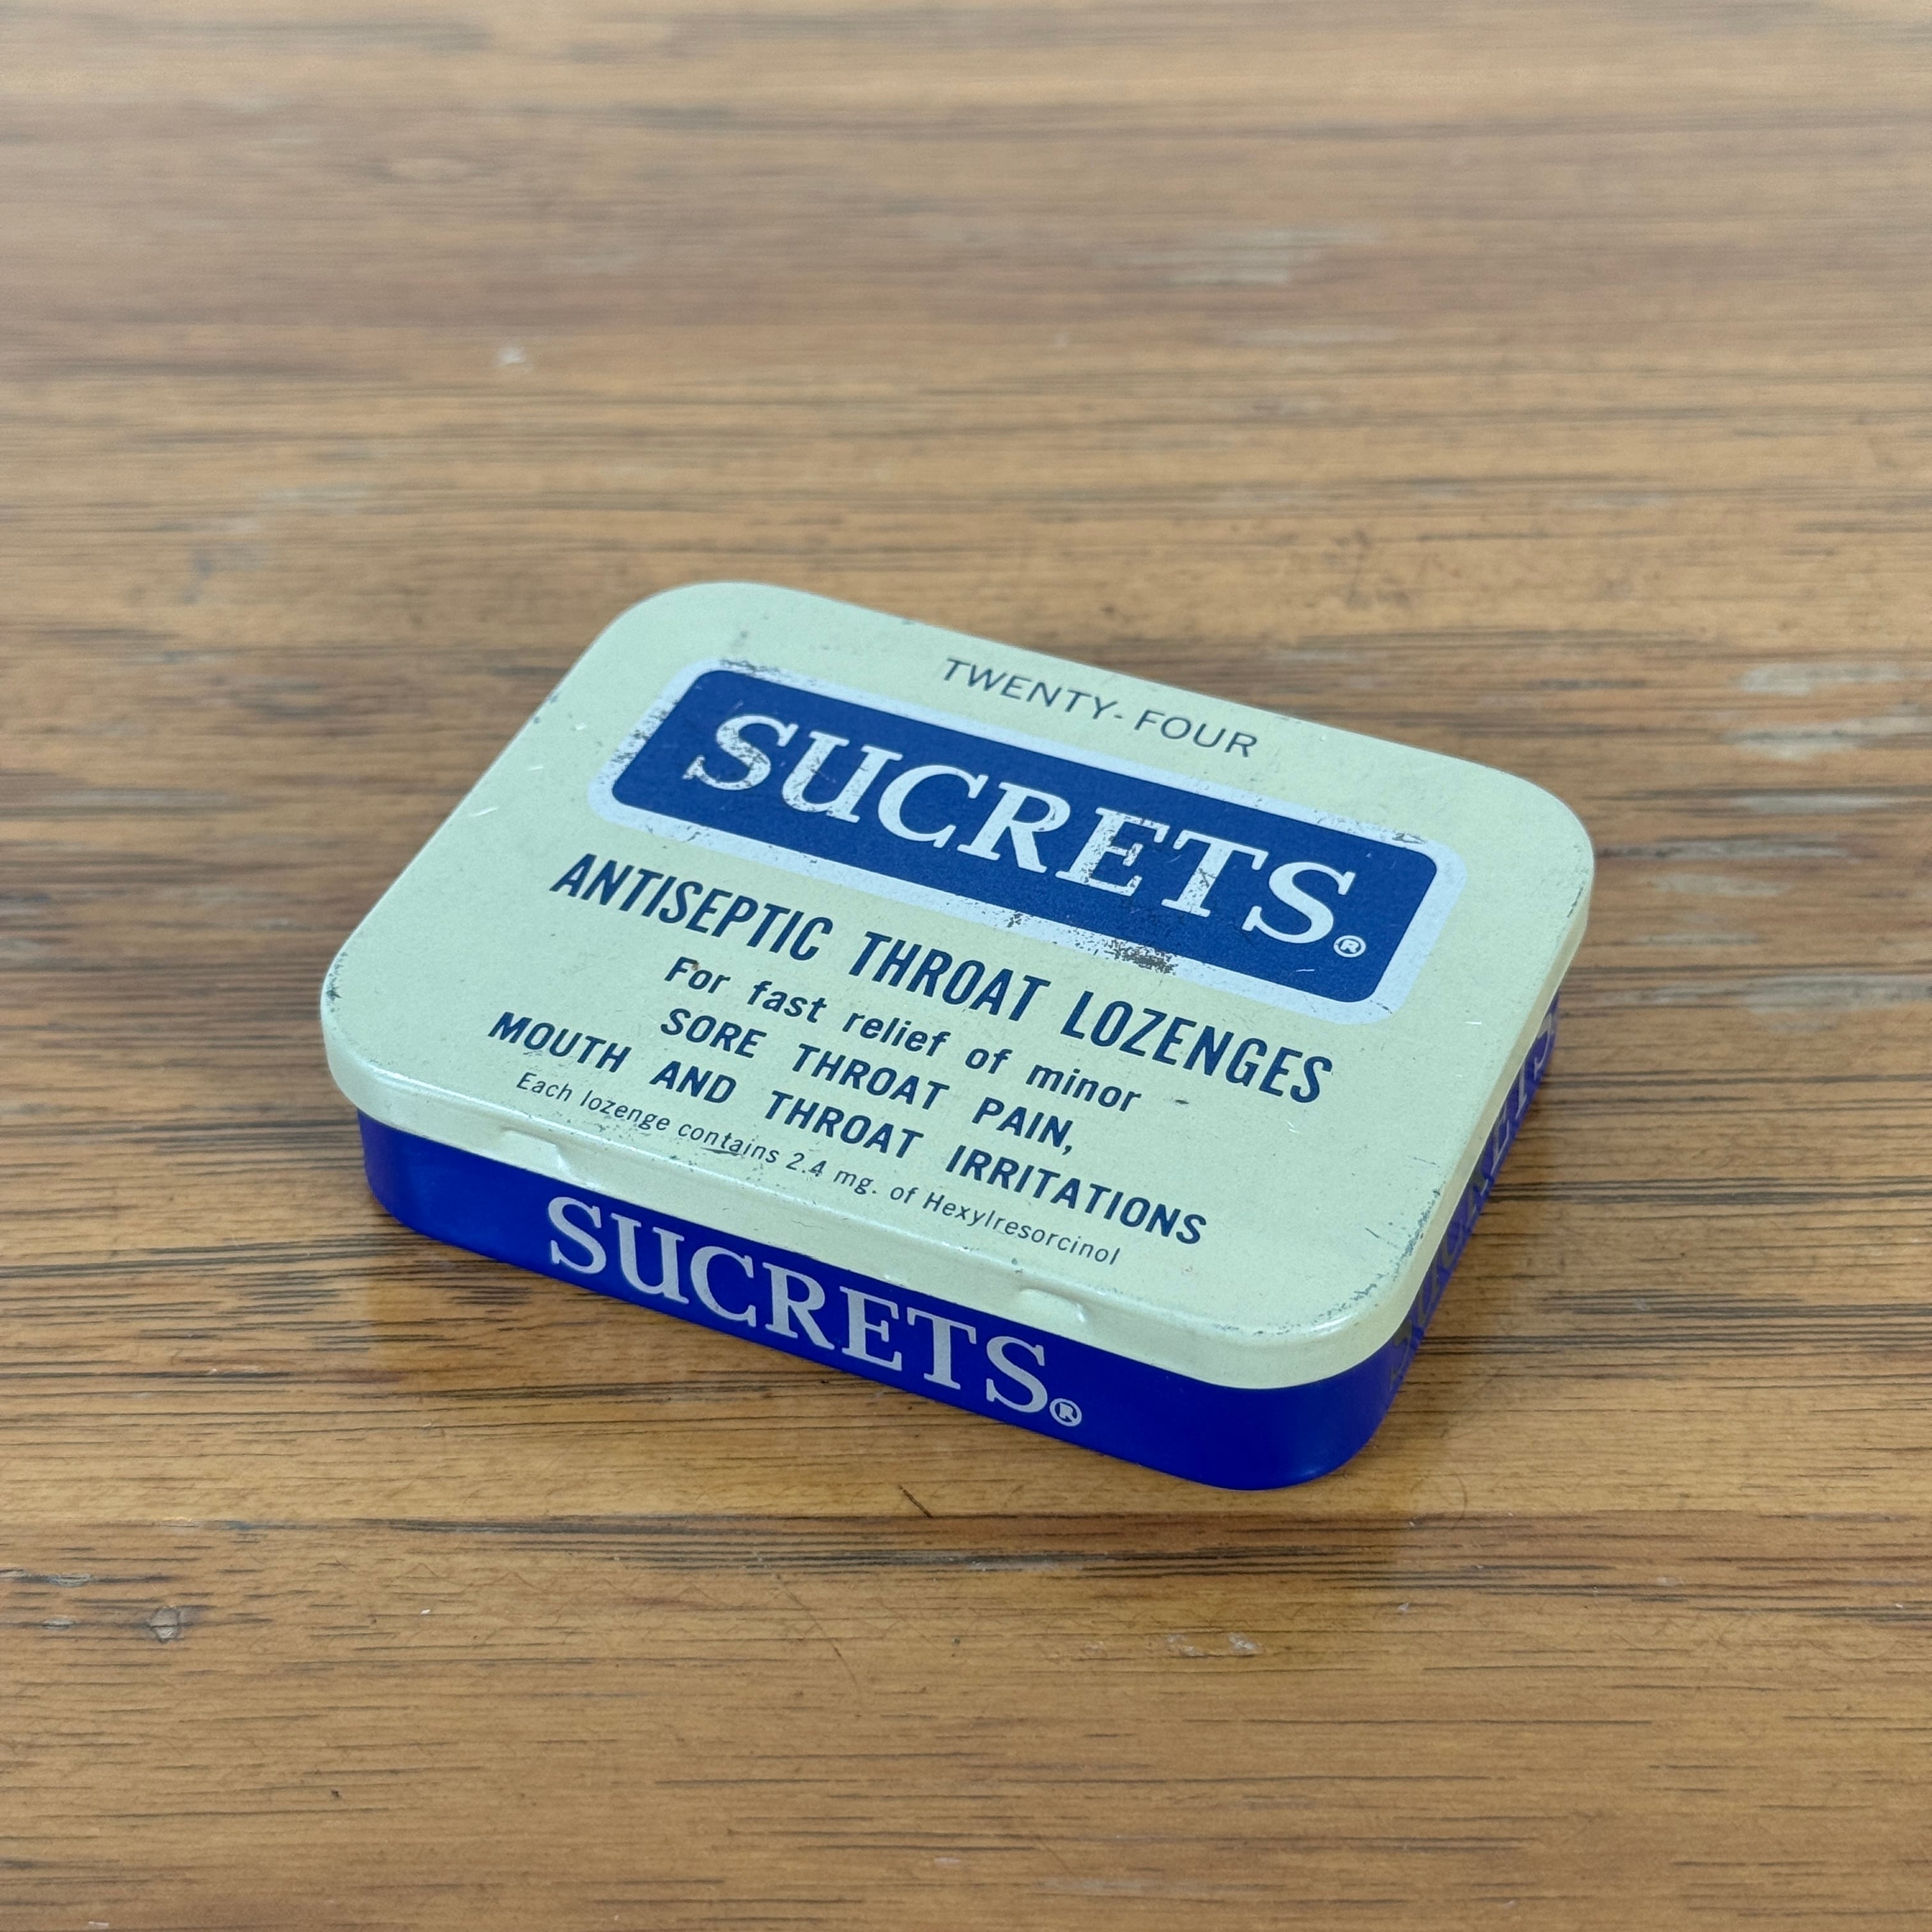 TWENTY-FOUR
SUCRETS®
ANTISEPTIC THROAT LOZENGES
For fast relief of minor
SORE THROAT PAIN,
MOUTH AND THROAT IRRITATIONS
Each lozenge contains 2.4 mg. of Hexylresorcinol
SUCRETS®
SUCRETS